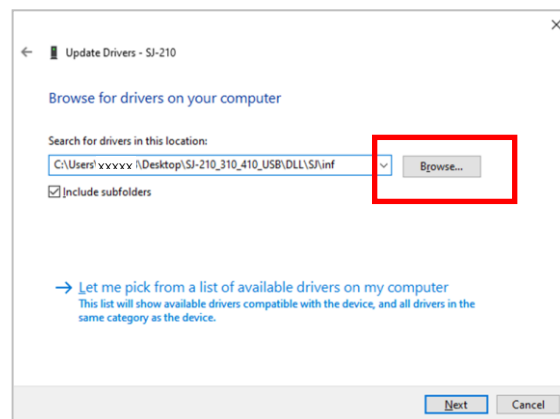 Update Drivers - SJ-210
Browse for drivers on your computer
Search for drivers in this location:
C:\Users\xxxxx\Desktop\SJ-210_310_410_USB\DLL\SJ\inf
Browse...
Include subfolders
Let me pick from a list of available drivers on my computer
This list will show available drivers compatible with the device, and all drivers in the
same category as the device.
Next
Cancel